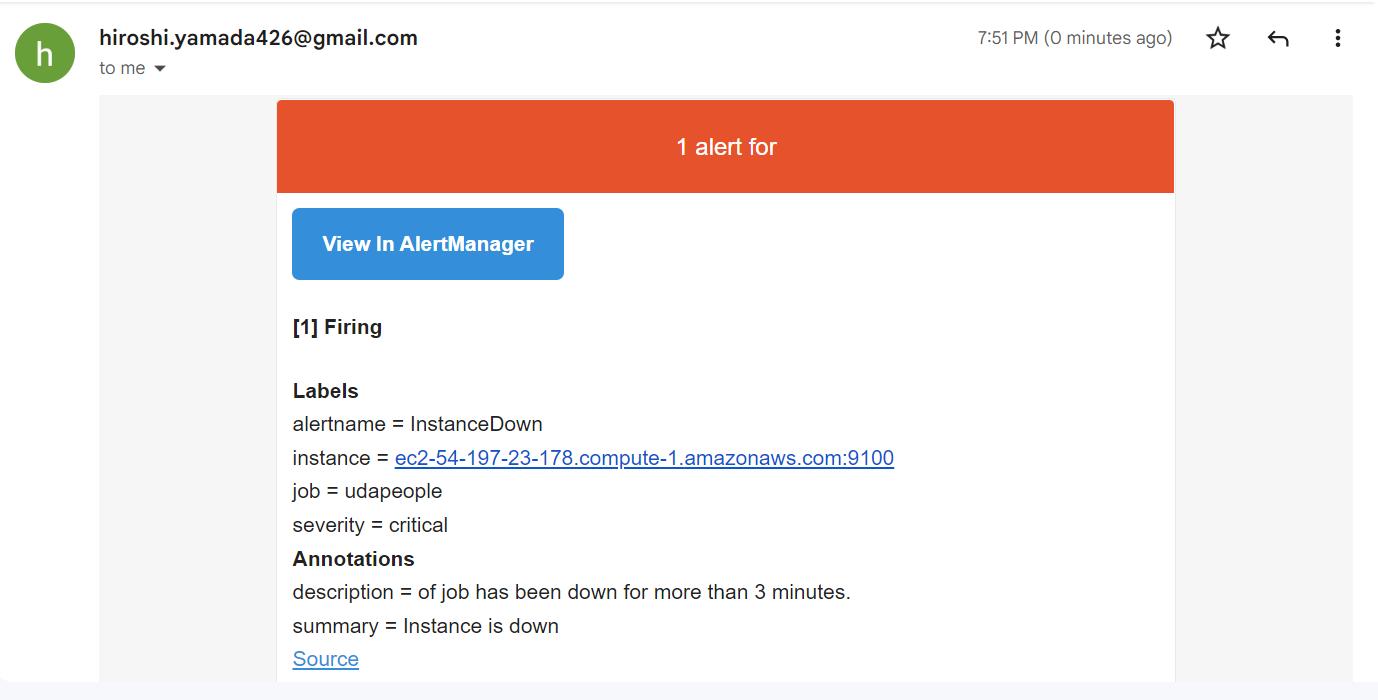 h
hiroshi.yamada426@gmail.com
7:51 PM (0 minutes ago)
to me
1 alert for
View In AlertManager
[1] Firing
Labels
alertname = InstanceDown
instance = ec2-54-197-23-178.compute-1.amazonaws.com:9100
job = udapeople
severity = critical
Annotations
description = of job has been down for more than 3 minutes.
summary = Instance is down
Source